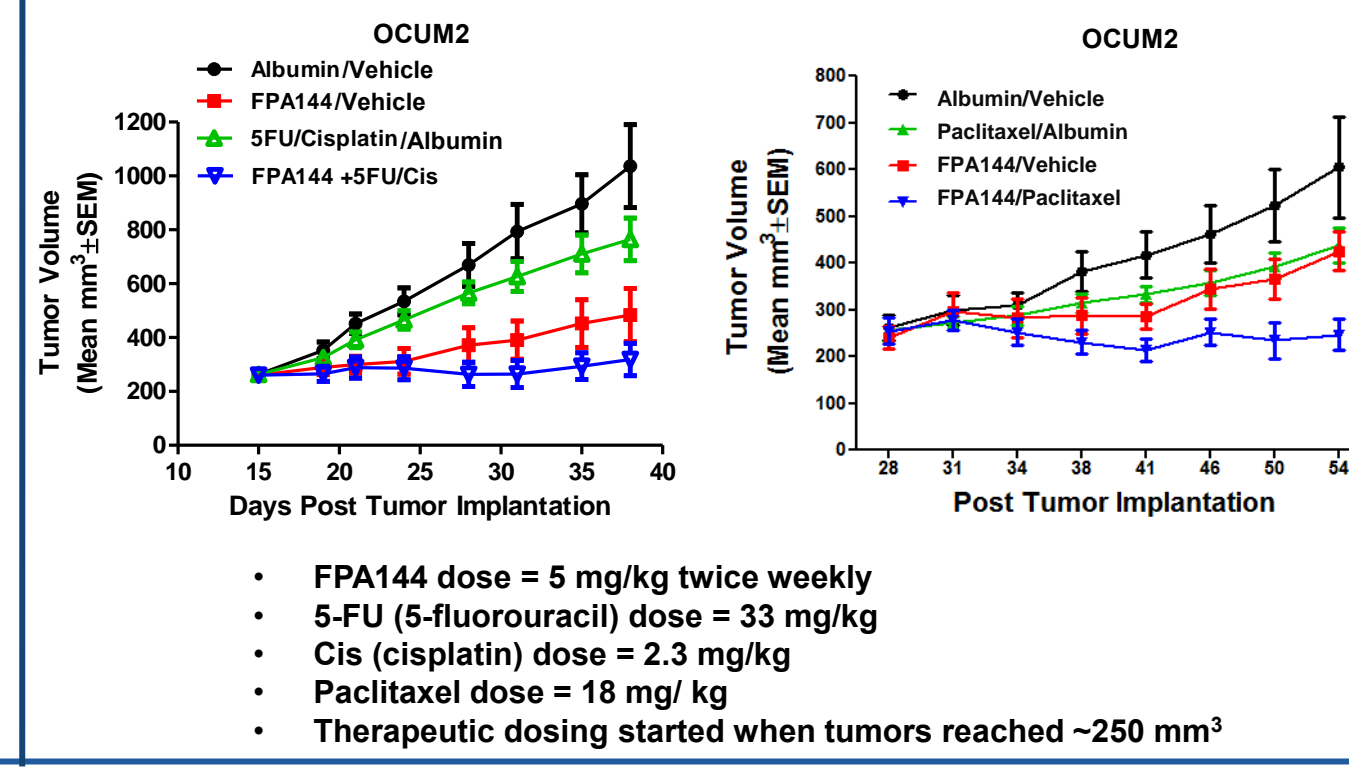 OCUM2
Albumin/Vehicle
FPA144/Vehicle
5FU/Cisplatin/Albumin
FPA144 +5FU/Cis
Tumor Volume
(Mean mm³±SEM)
1200
1000
800
600
400
200
0
10 15 20 25 30 35 40
Days Post Tumor Implantation
OCUM2
Albumin/Vehicle
Paclitaxel/Albumin
FPA144/Vehicle
FPA144/Paclitaxel
Tumor Volume
(Mean mm³±SEM)
800
700
600
500
400
300
200
100
0
28 31 34 38 41 46 50 54
Post Tumor Implantation
• FPA144 dose = 5 mg/kg twice weekly
• 5-FU (5-fluorouracil) dose = 33 mg/kg
• Cis (cisplatin) dose = 2.3 mg/kg
• Paclitaxel dose = 18 mg/ kg
• Therapeutic dosing started when tumors reached ~250 mm³